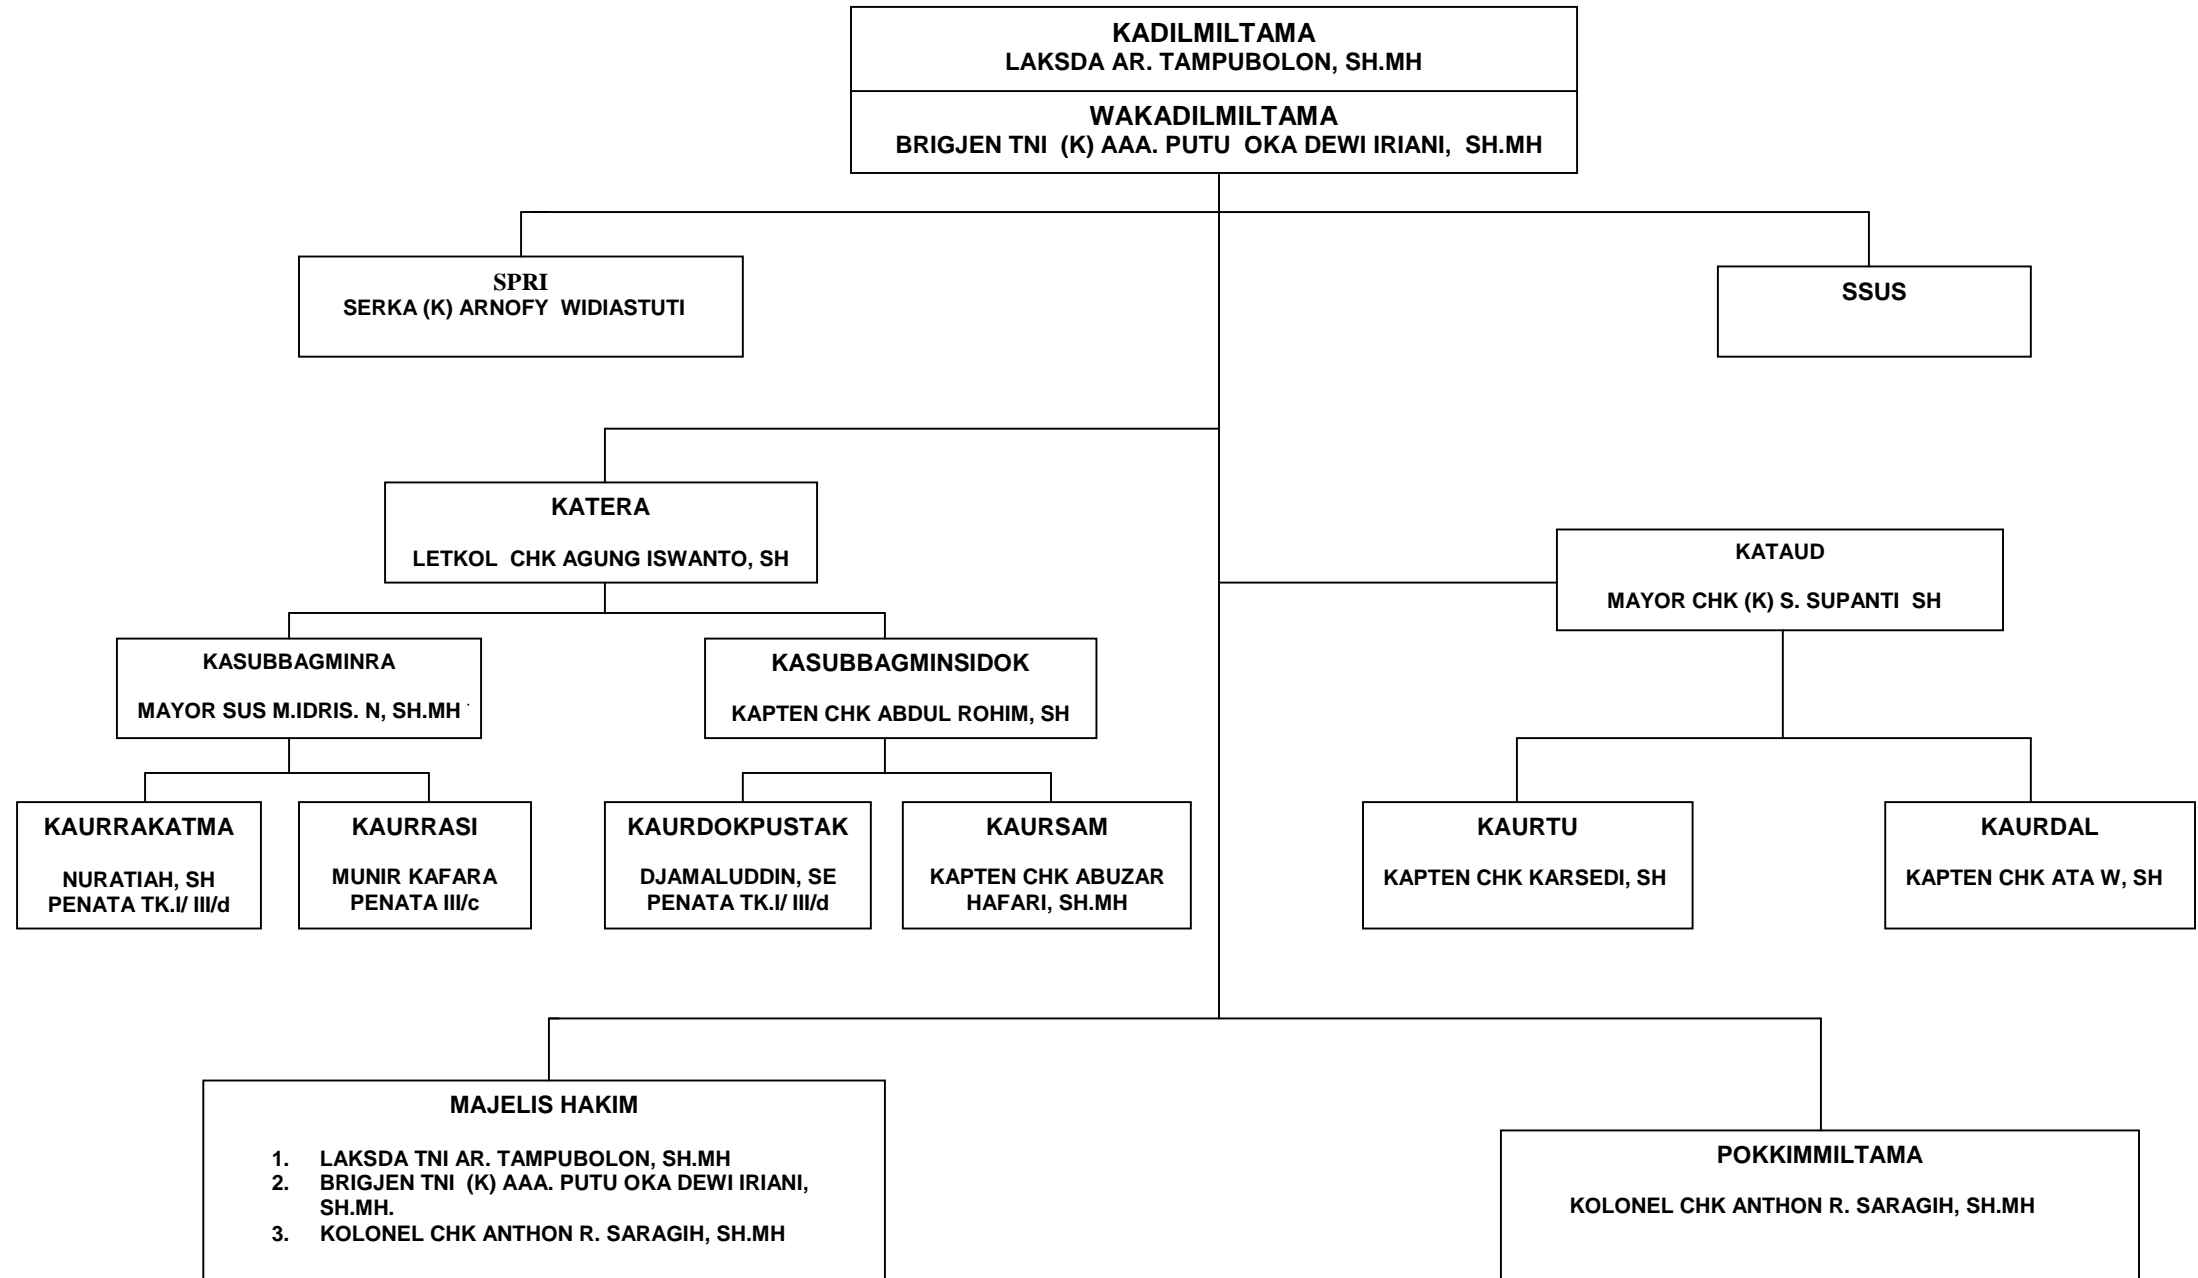 KADILMILTAMA
LAKSDA AR. TAMPUBOLON, SH.MH
WAKADILMILTAMA
BRIGJEN TNI (K) AAA. PUTU OKA DEWI IRIANI, SH.MH
SPRI
SERKA (K) ARNOFY WIDIASTUTI
SSUS
KATERA
LETKOL CHK AGUNG ISWANTO, SH
KATAUD
MAYOR CHK (K) S. SUPANTI SH
KASUBBAGMINRA
MAYOR SUS M.IDRIS. N, SH.MH
KASUBBAGMINSIDOK
KAPTEN CHK ABDUL ROHIM, SH
KAURRAKATMA
NURATIAH, SH
PENATA TK.I/ III/d
KAURRASI
MUNIR KAFARA
PENATA III/c
KAURDOKPUSTAK
DJAMALUDDIN, SE
PENATA TK.I/ III/d
KAURSAM
KAPTEN CHK ABUZAR
HAFARI, SH.MH
KAURTU
KAPTEN CHK KARSEDI, SH
KAURDAL
KAPTEN CHK ATA W, SH
MAJELIS HAKIM
1. LAKSDA TNI AR. TAMPUBOLON, SH.MH
2. BRIGJEN TNI (K) AAA. PUTU OKA DEWI IRIANI,
SH.MH.
3. KOLONEL CHK ANTHON R. SARAGIH, SH.MH
POKKIMMILTAMA
KOLONEL CHK ANTHON R. SARAGIH, SH.MH